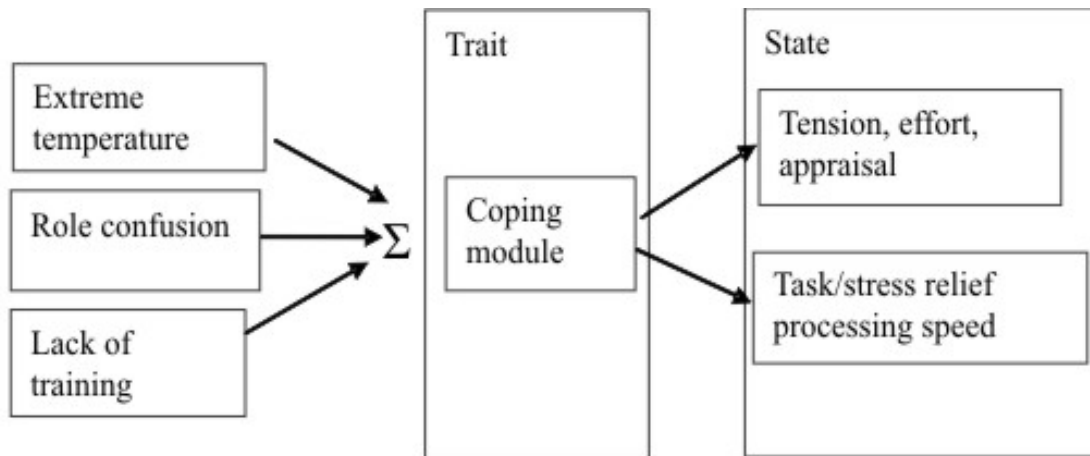 Extreme
temperature
Role confusion
Lack of
training
Σ
Trait
Coping
module
State
Tension, effort,
appraisal
Task/stress relief
processing speed